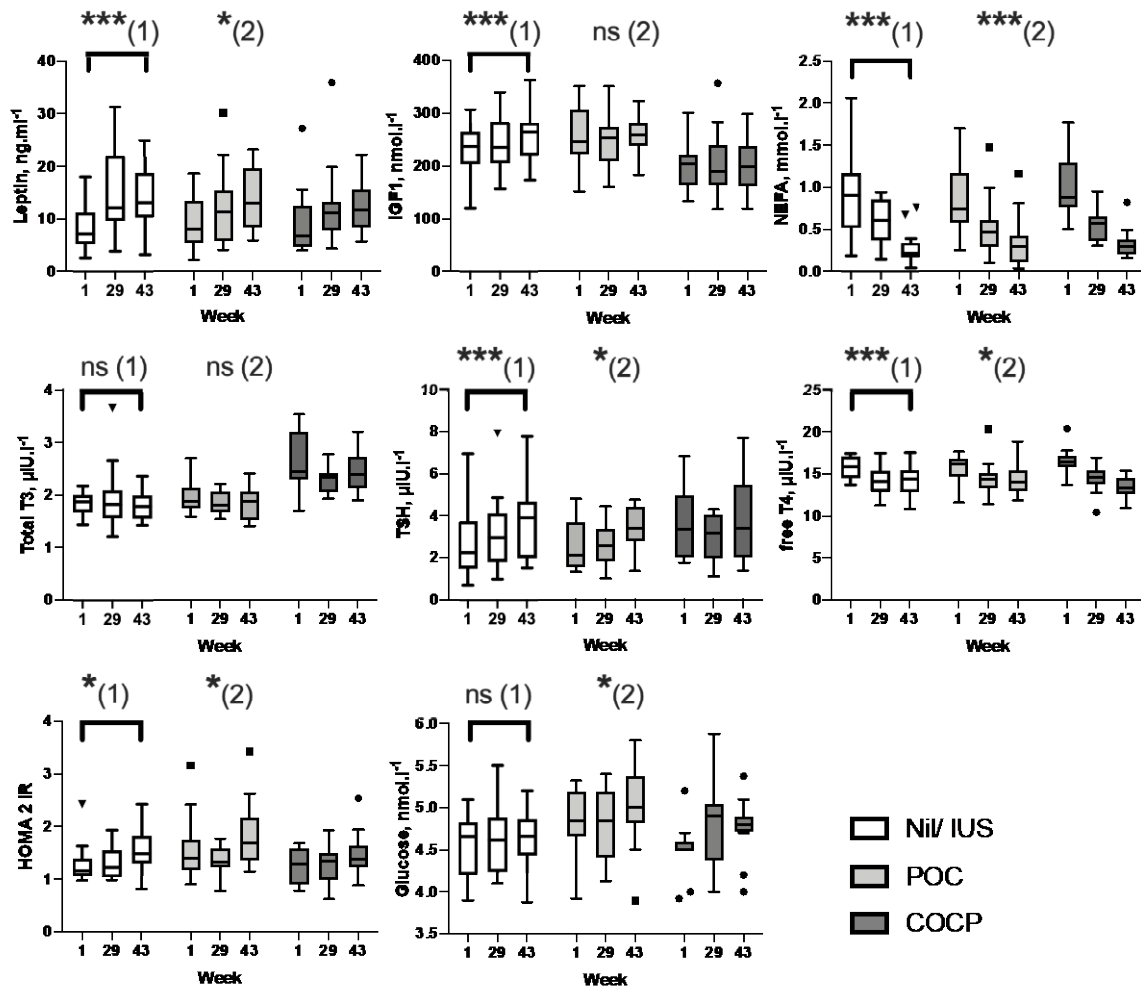 ***(1) *(2)
Leptin, ng.ml-1
40
30
20
10
0
1 29 43 1 29 43 1 29 43
Week
***(1) ns (2)
IGF1, nmol.l-1
400
300
200
100
0
1 29 43 1 29 43 1 29 43
Week
***(1) ***(2)
NEFA, mmol.l-1
2.5
2.0
1.5
1.0
0.5
0.0
1 29 43 1 29 43 1 29 43
Week
ns (1) ns (2)
Total T3, µIU.l-1
4
3
2
1
0
1 29 43 1 29 43 1 29 43
Week
***(1) *(2)
TSH, µIU.l-1
10
8
6
4
2
0
1 29 43 1 29 43 1 29 43
Week
***(1) *(2)
free T4, µIU.l-1
25
20
15
10
5
0
1 29 43 1 29 43 1 29 43
Week
*(1) *(2)
HOMA 2 IR
4
3
2
1
0
1 29 43 1 29 43 1 29 43
Week
ns (1) *(2)
Glucose, nmol.l-1
6.0
5.5
5.0
4.5
4.0
3.5
1 29 43 1 29 43 1 29 43
Week
Nil/ IUS
POC
COCP